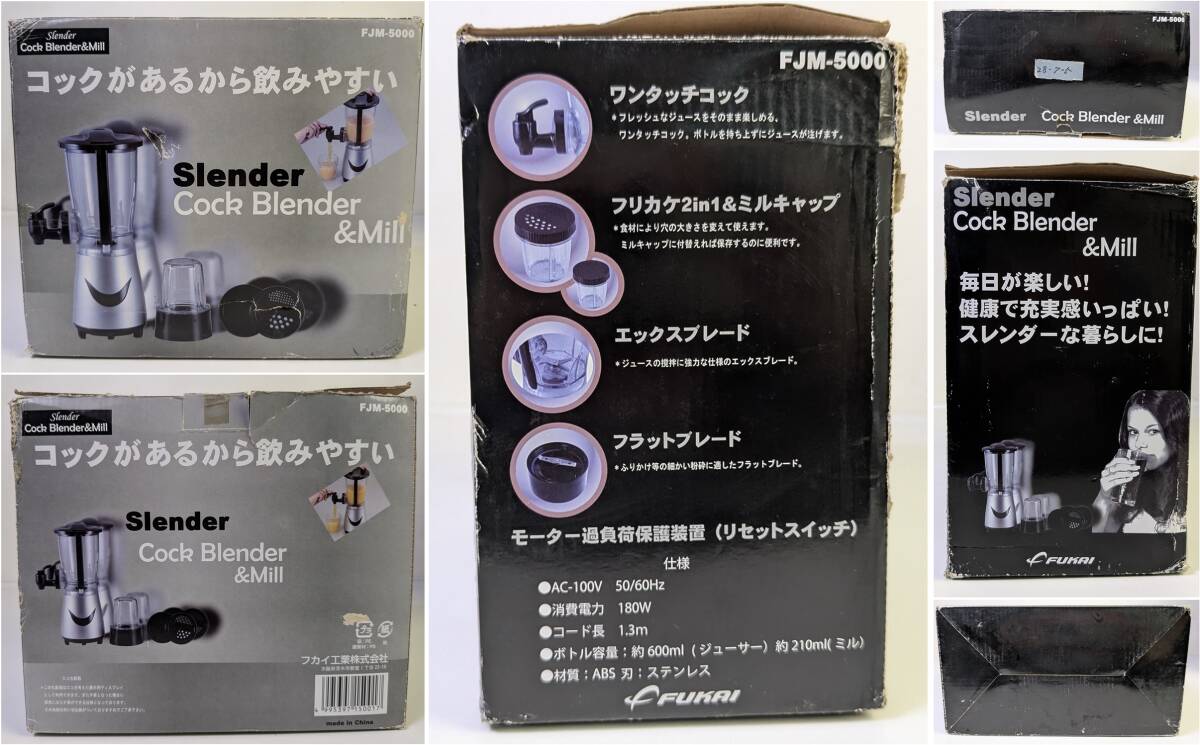 Slender
Cock Blender&Mill
FJM-5000
コックがあるから飲みやすい
Slender
Cock Blender
&Mill
Slender
Cock Blender&Mill
FJM-5000
コックがあるから飲みやすい
Slender
Cock Blender
&Mill
プラ
紙
フカイ工業株式会社
4 995397 150017
made in China
FJM-5000
ワンタッチコック
*フレッシュなジュースをそのまま楽しめる、
ワンタッチコック。ボトルを持ち上ずにジュースが注げます。
フリカケ2in1&ミルキャップ
*食材により穴の大きさを変えて使えます。
ミルキャップに付替えれば保存するのに便利です。
エックスブレード
*ジュースの撹拌に強力な仕様のエックスブレード。
フラットブレード
*ふりかけ等の細かい粉砕に適したフラットブレード。
モーター過負荷保護装置(リセットスイッチ)
仕様
●AC-100V 50/60Hz
●消費電力 180W
●コード長 1.3m
●ボトル容量:約600ml(ジューサー)約210ml(ミル)
●材質:ABS 刃:ステンレス
FUKAI
FJM-5000
28-7-5
Slender Cock Blender &Mill
Slender
Cock Blender
&Mill
毎日が楽しい!
健康で充実感いっぱい!
スレンダーな暮らしに!
FUKAI